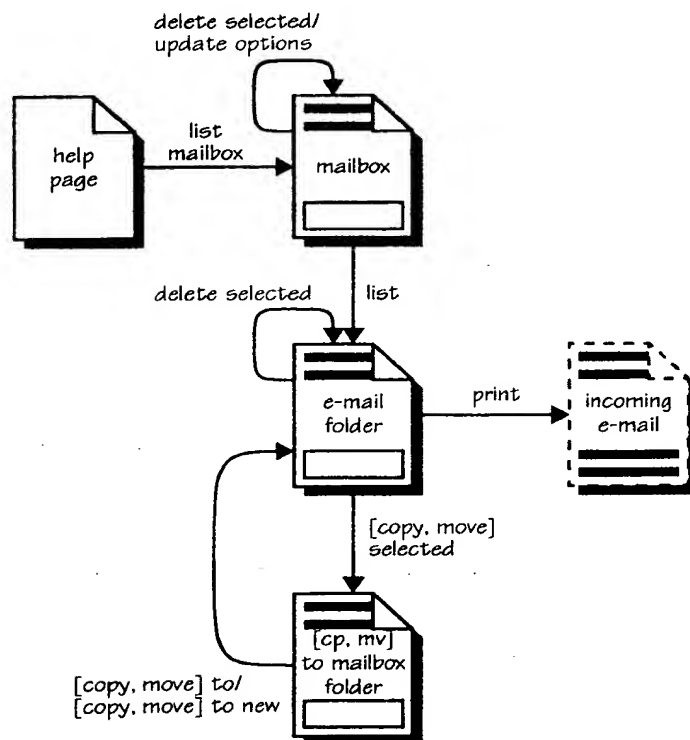 delete selected/
update options
help
page
list
mailbox
mailbox
delete selected
list
e-mail
folder
print
incoming
e-mail
[copy, move]
selected
[cp, mv]
to mailbox
folder
[copy, move] to/
[copy, move] to new